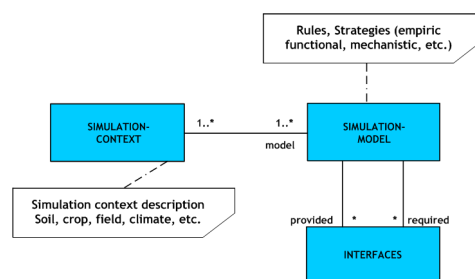 Rules, Strategies (empiric
functional, mechanistic, etc.)
SIMULATION-
CONTEXT
1..*
1..*
model
SIMULATION-
MODEL
Simulation context description
Soil, crop, field, climate, etc.
provided
*
*
required
INTERFACES